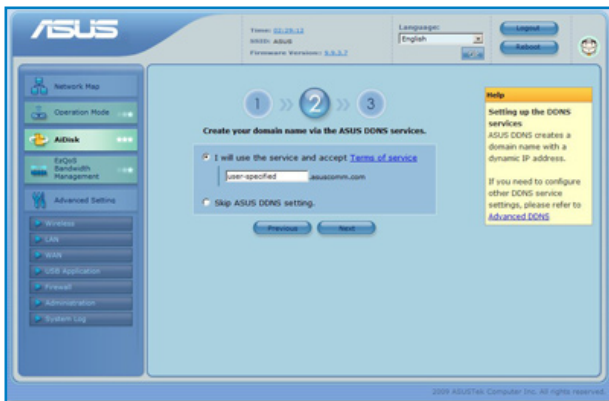 ASUS
Time: 02:29:12
SSID: ASUS
Firmware Version: 9.9.3.7
Language:
English
Logout
Reboot
Network Map
Operation Mode
AiDisk
EzQoS
Bandwidth
Management
Advanced Setting
Wireless
LAN
WAN
USB Application
Firewall
Administration
System Log
1 » 2 » 3
Create your domain name via the ASUS DDNS services.
I will use the service and accept Terms of service
user-specified .asuscomm.com
Skip ASUS DDNS setting.
Previous Next
Help
Setting up the DDNS
services
ASUS DDNS creates a
domain name with a
dynamic IP address.
If you need to configure
other DDNS service
settings, please refer to
Advanced DDNS
2009 ASUSTek Computer Inc. All rights reserved.